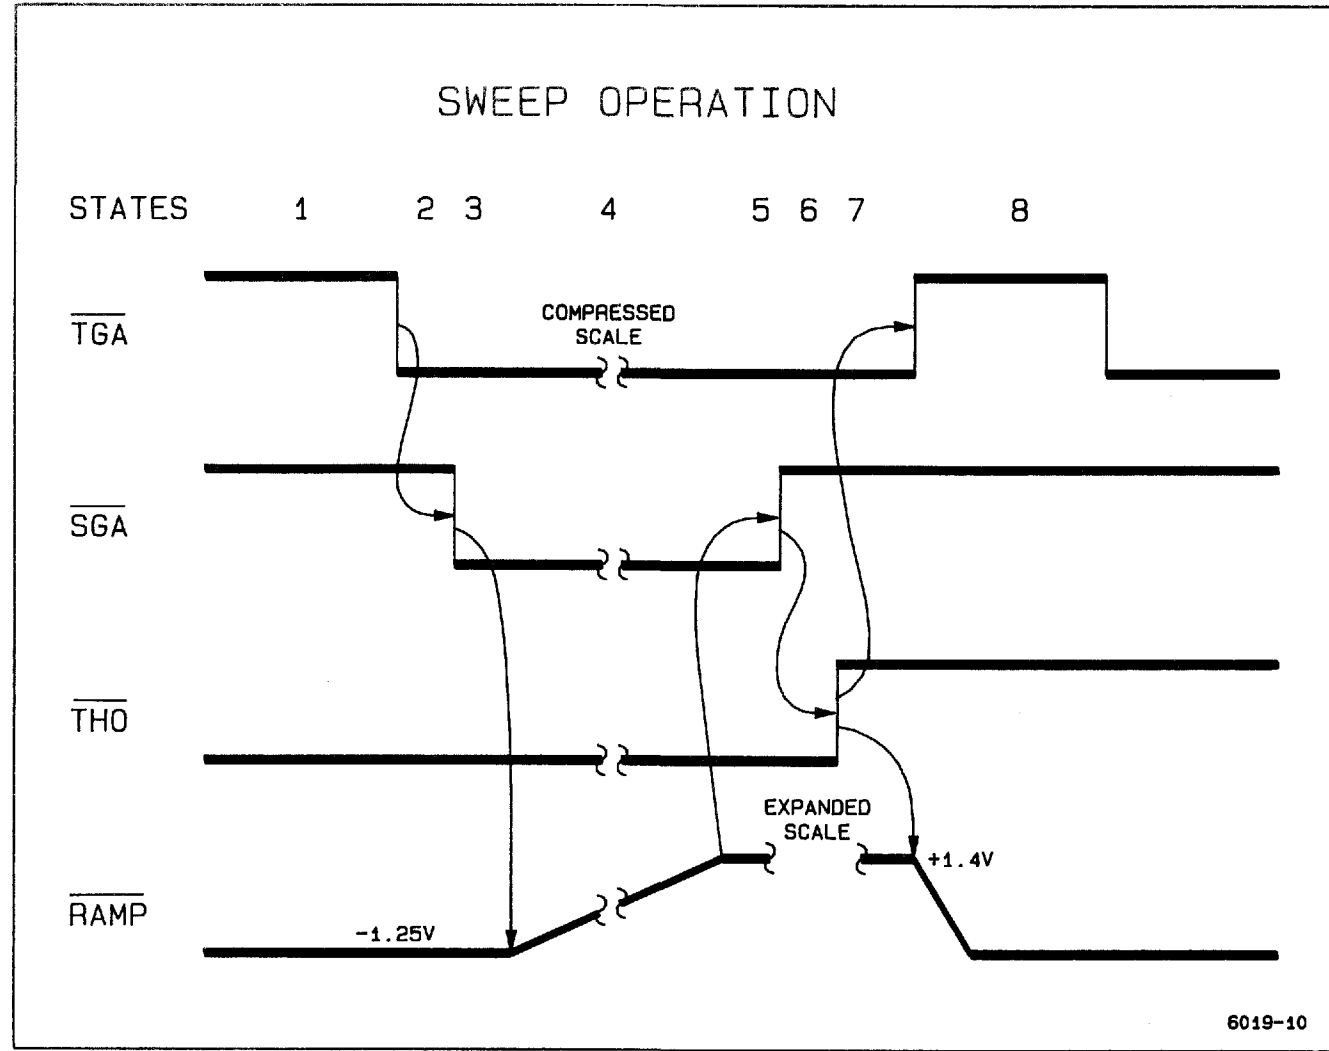 SWEEP OPERATION
STATES 1 2 3 4 5 6 7 8
TGA
COMPRESSED
SCALE
SGA
THO
EXPANDED
SCALE
+1.4V
RAMP
-1.25V
6019-10